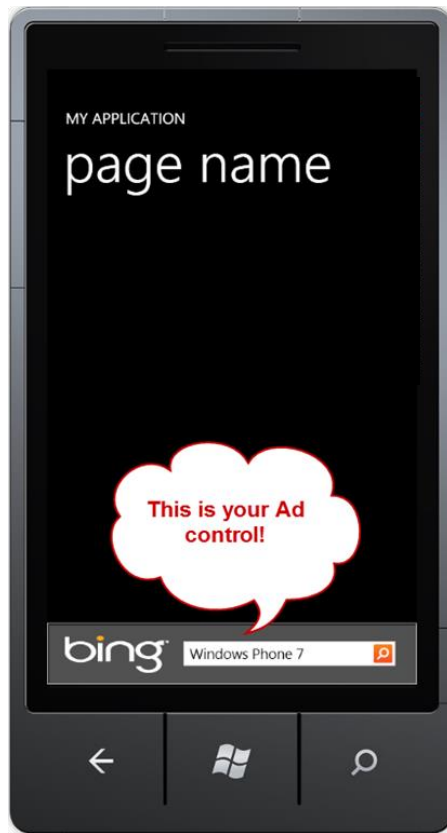 MY APPLICATION
page name
This is your Ad
control!
bing Windows Phone 7